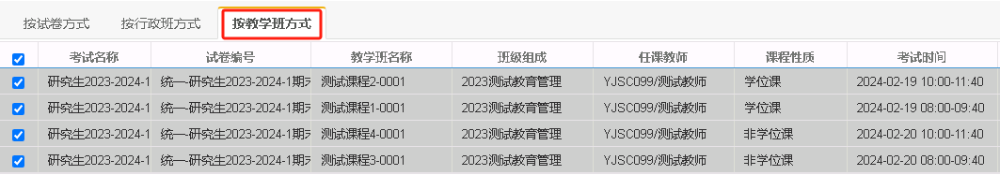 按试卷方式 按行政班方式 按教学班方式
考试名称 试卷编号 教学班名称 班级组成 任课教师 课程性质 考试时间
研究生2023-2024-1 统一-研究生2023-2024-1期末 测试课程2-0001 2023测试教育管理 YJSC099/测试教师 学位课 2024-02-19 10:00-11:40
研究生2023-2024-1 统一-研究生2023-2024-1期末 测试课程1-0001 2023测试教育管理 YJSC099/测试教师 学位课 2024-02-19 08:00-09:40
研究生2023-2024-1 统一-研究生2023-2024-1期末 测试课程4-0001 2023测试教育管理 YJSC099/测试教师 非学位课 2024-02-20 10:00-11:40
研究生2023-2024-1 统一-研究生2023-2024-1期末 测试课程3-0001 2023测试教育管理 YJSC099/测试教师 非学位课 2024-02-20 08:00-09:40